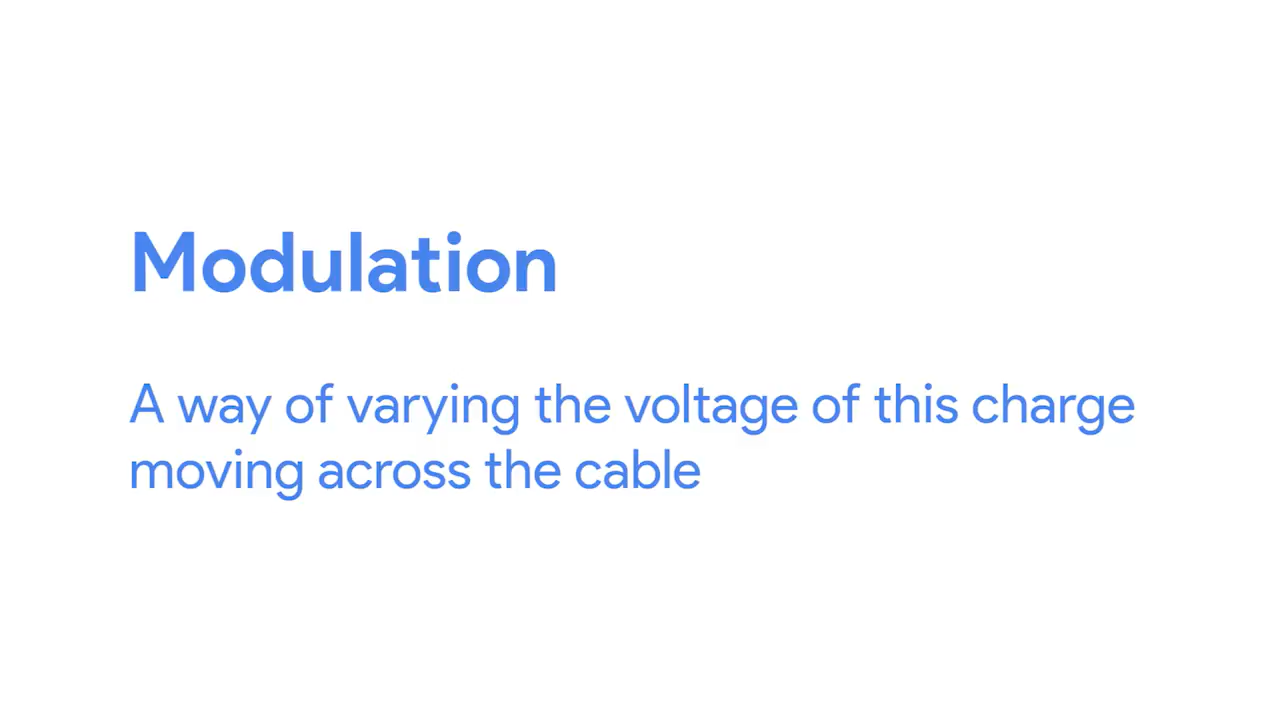 Modulation
A way of varying the voltage of this charge
moving across the cable